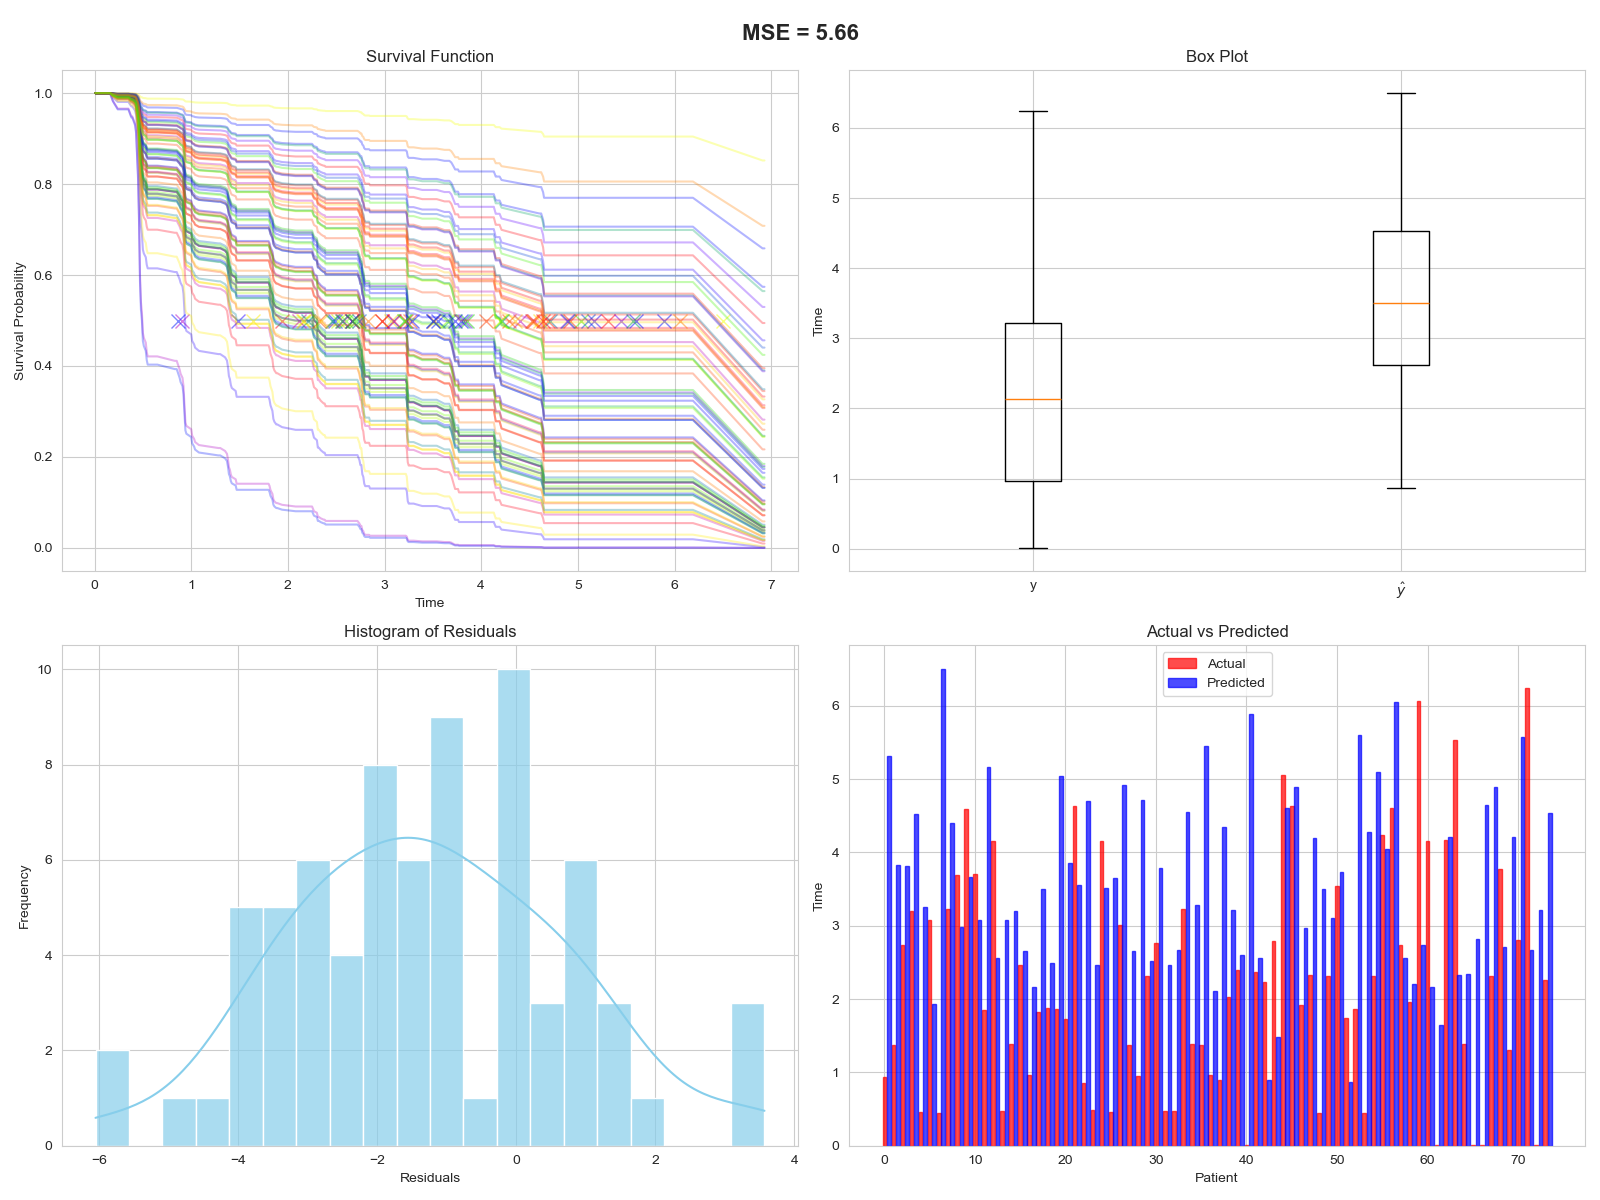 MSE = 5.66
Survival Function
1.0
0.8
0.6
0.4
0.2
0.0
Survival Probability
0 1 2 3 4 5 6 7
Time
Box Plot
6
5
4
3
2
1
0
Time
y ŷ
Histogram of Residuals
10
8
6
4
2
0
Frequency
−6 −4 −2 0 2 4
Residuals
Actual vs Predicted
Actual
Predicted
6
5
4
3
2
1
0
Time
0 10 20 30 40 50 60 70
Patient